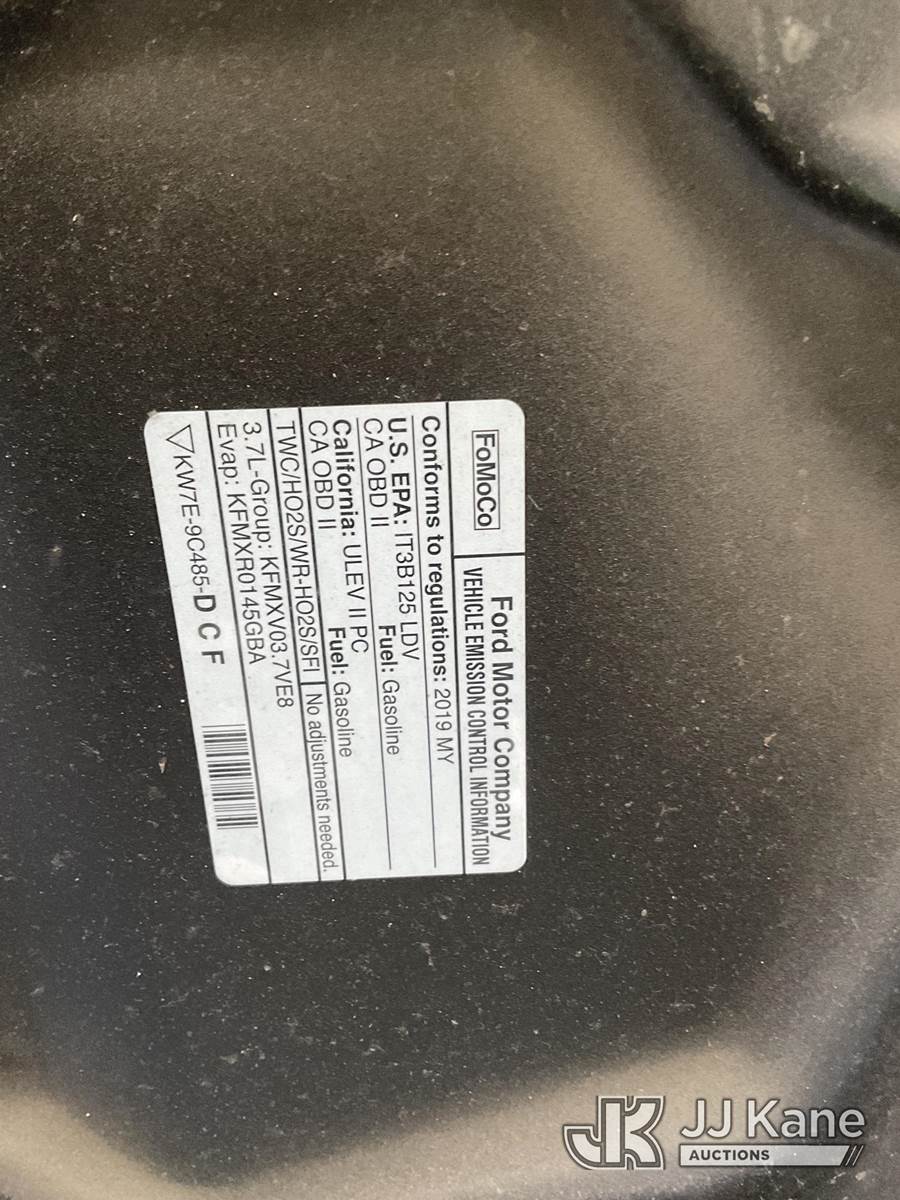 FoMoCo
Ford Motor Company
VEHICLE EMISSION CONTROL INFORMATION
Conforms to regulations: 2019 MY
U.S. EPA: IT3B125 LDV Fuel: Gasoline
CA OBD II
California: ULEV II PC Fuel: Gasoline
CA OBD II
TWC/HO2S/WR-HO2S/SFI No adjustments needed.
3.7L-Group: KFMXV03.7VE8
Evap: KFMXR0145GBA
KW7E-9C485-D C F
JK JJ Kane
AUCTIONS